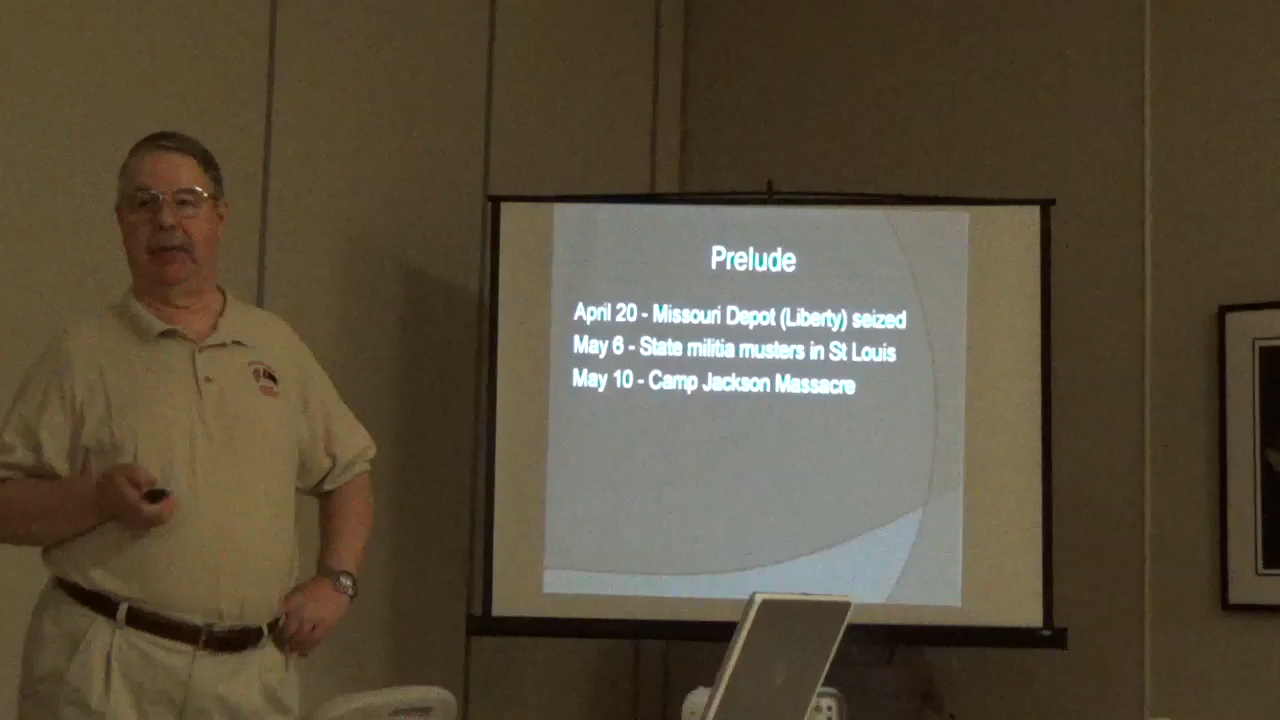 Prelude
April 20 - Missouri Depot (Liberty) seized
May 6 - State militia musters in St Louis
May 10 - Camp Jackson Massacre